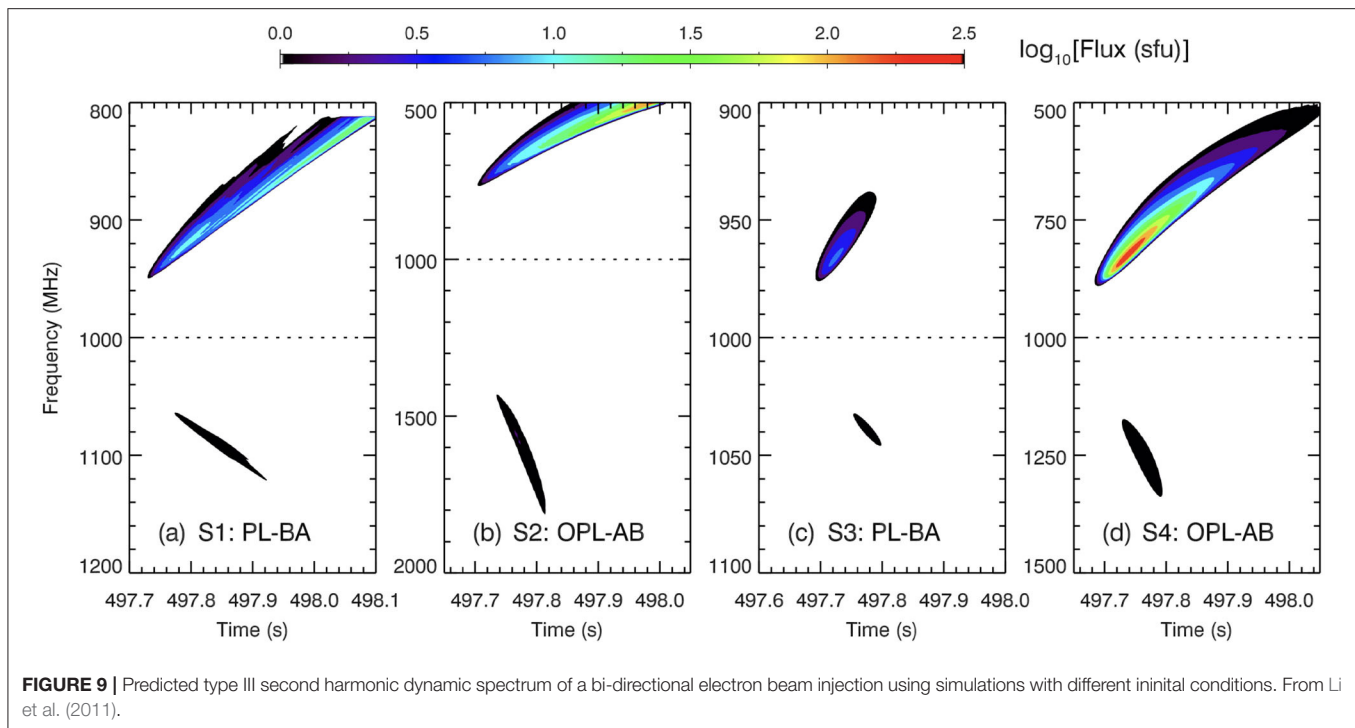 0.0 0.5 1.0 1.5 2.0 2.5
log10[Flux (sfu)]
800
900
1000
1100
1200
Frequency (MHz)
(a) S1: PL-BA
497.7 497.8 497.9 498.0 498.1
Time (s)
500
1000
1500
2000
(b) S2: OPL-AB
497.7 497.8 497.9 498.0
Time (s)
900
950
1000
1050
1100
(c) S3: PL-BA
497.6 497.7 497.8 497.9 498.0
Time (s)
500
750
1000
1250
1500
(d) S4: OPL-AB
497.7 497.8 497.9 498.0
Time (s)
FIGURE 9 | Predicted type III second harmonic dynamic spectrum of a bi-directional electron beam injection using simulations with different ininital conditions. From Li
et al. (2011).